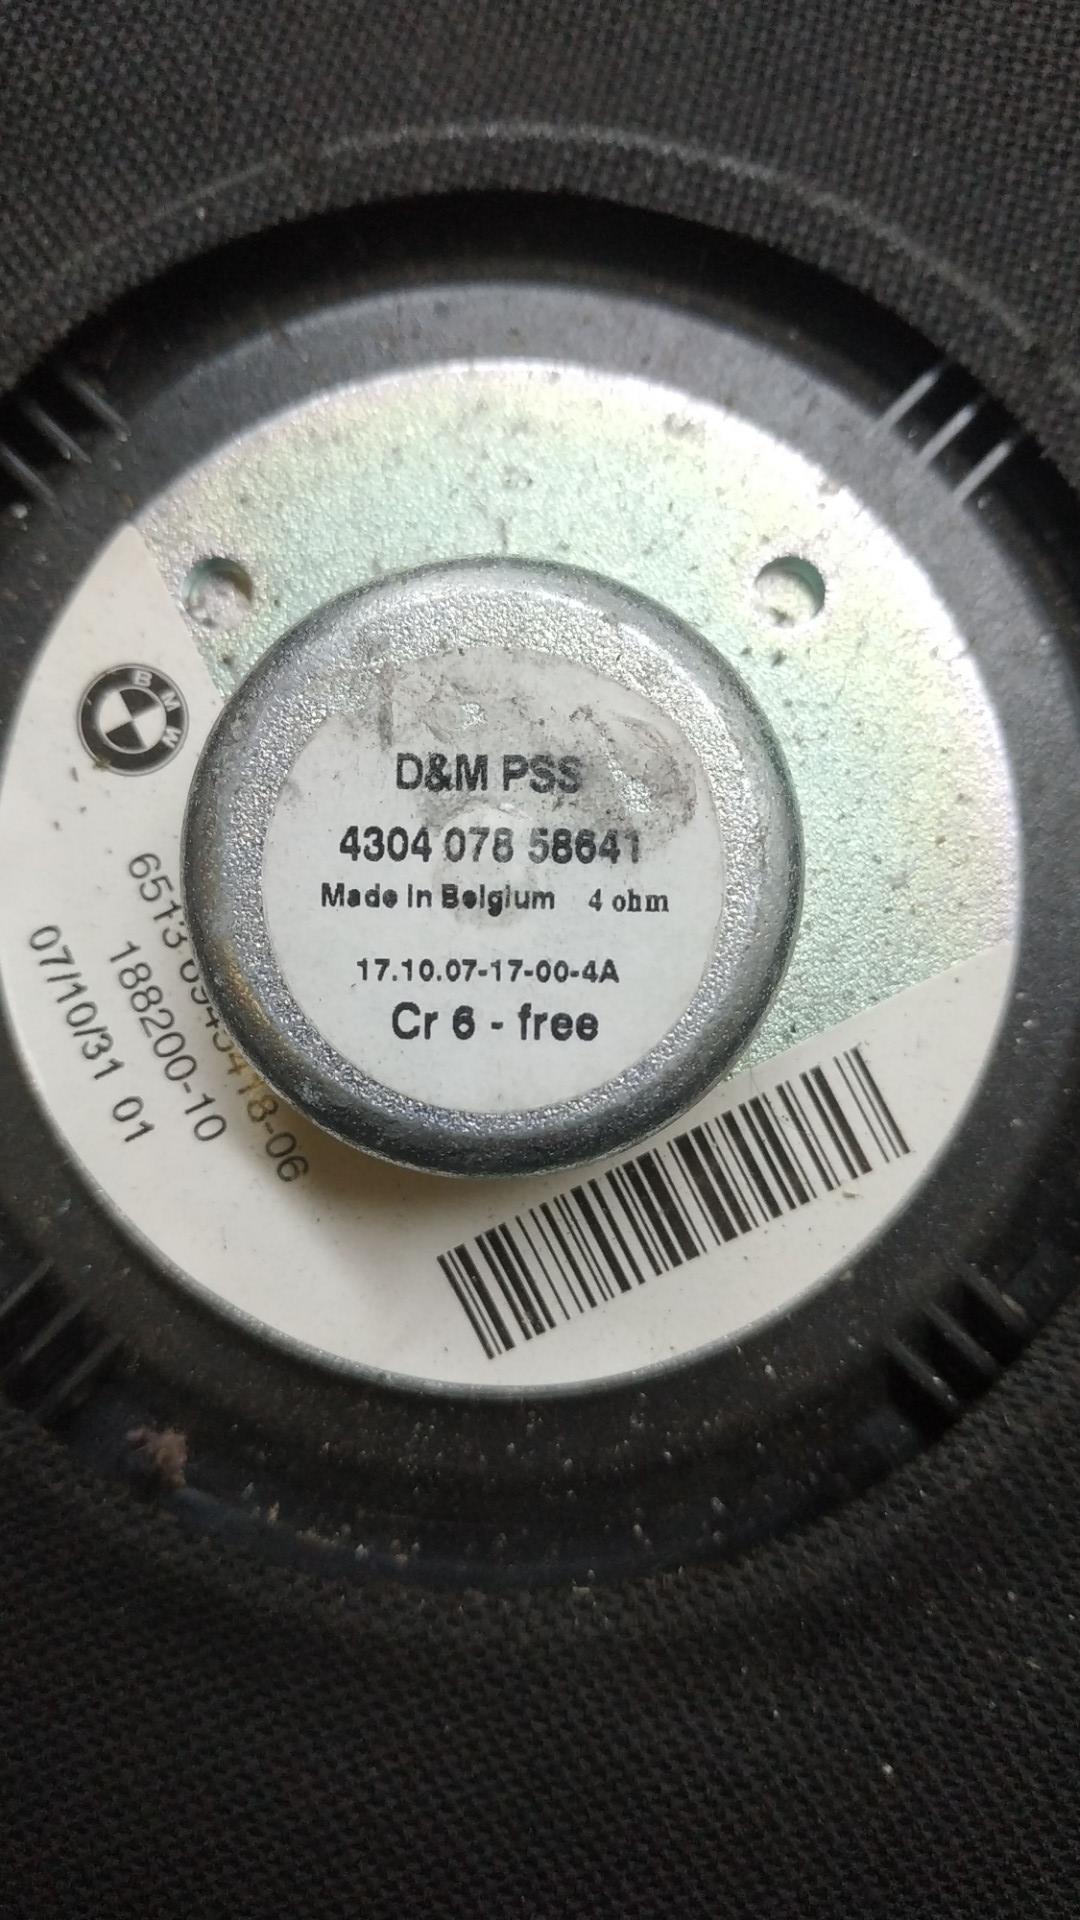 BMW
D&M PSS
4304 078 58641
Made in Belgium 4 ohm
17.10.07-17-00-4A
Cr 6 - free
188200-10
07/10/31 01